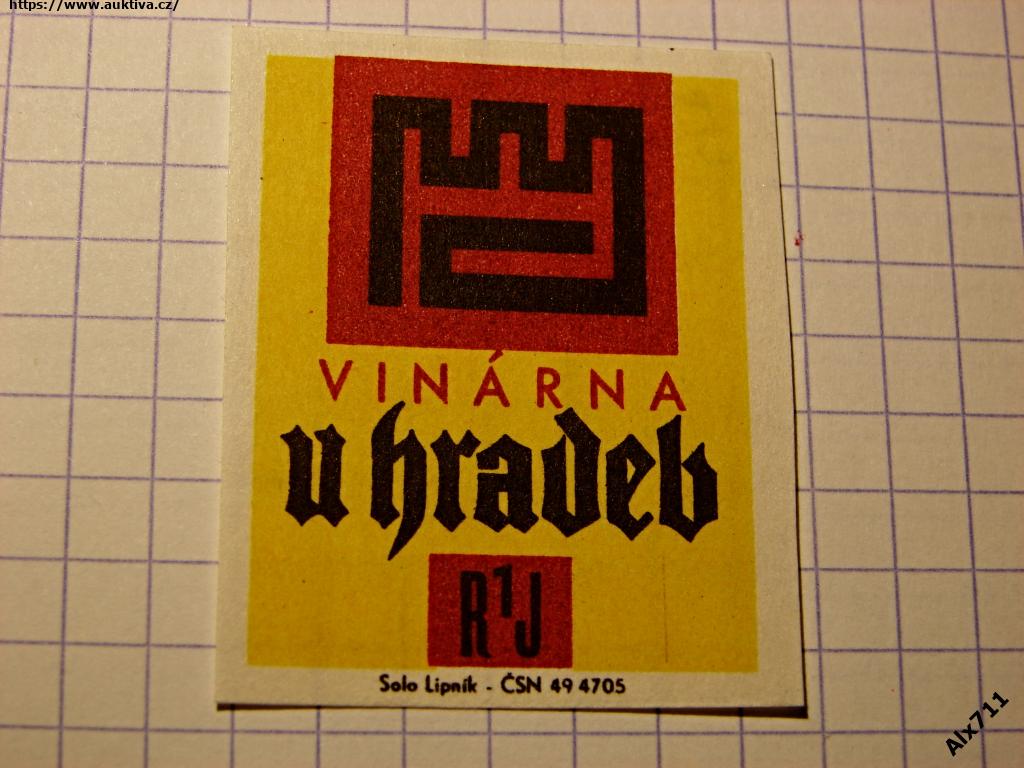 https://www.auktiva.cz/
VINÁRNA
u hradeb
R1J
Solo Lipník - ČSN 49 4705
Alx711